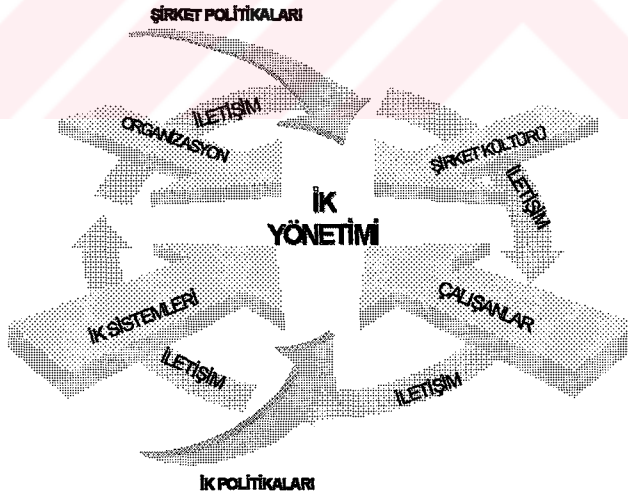 ŞİRKET POLİTİKALARI
İLETİŞİM
ORGANİZASYON
ŞİRKET KÜLTÜRÜ
İLETİŞİM
İK
YÖNETİMİ
İK SİSTEMLERİ
ÇALIŞANLAR
İLETİŞİM
İLETİŞİM
İK POLİTİKALARI